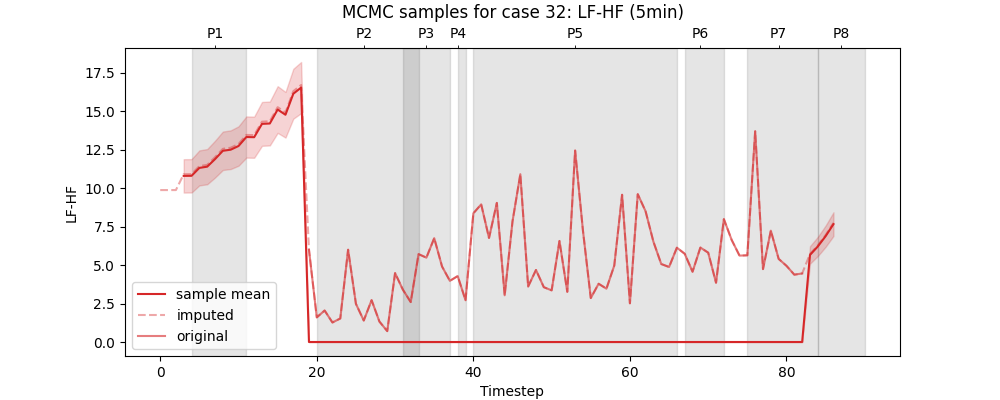 MCMC samples for case 32: LF-HF (5min)
P1 P2 P3 P4 P5 P6 P7 P8
17.5
15.0
12.5
10.0
7.5
5.0
2.5
0.0
LF-HF
sample mean
imputed
original
0 20 40 60 80
Timestep